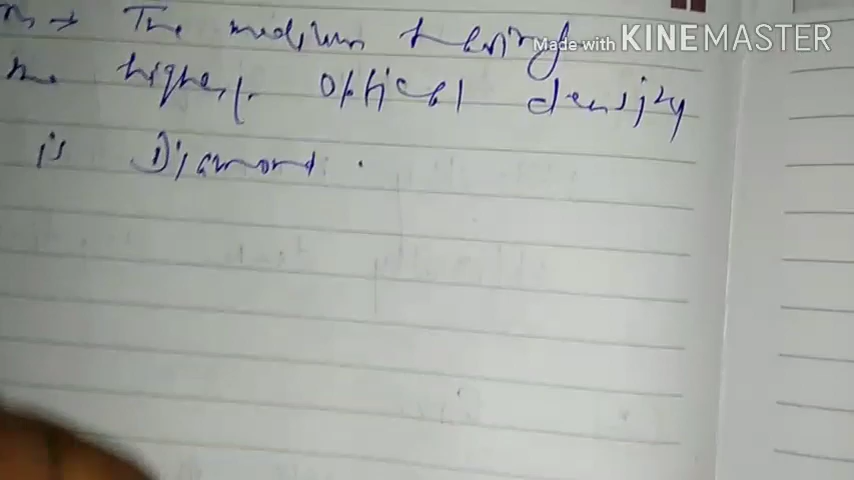 The medium having
Made with KINEMASTER
the highest optical density
is Diamond.